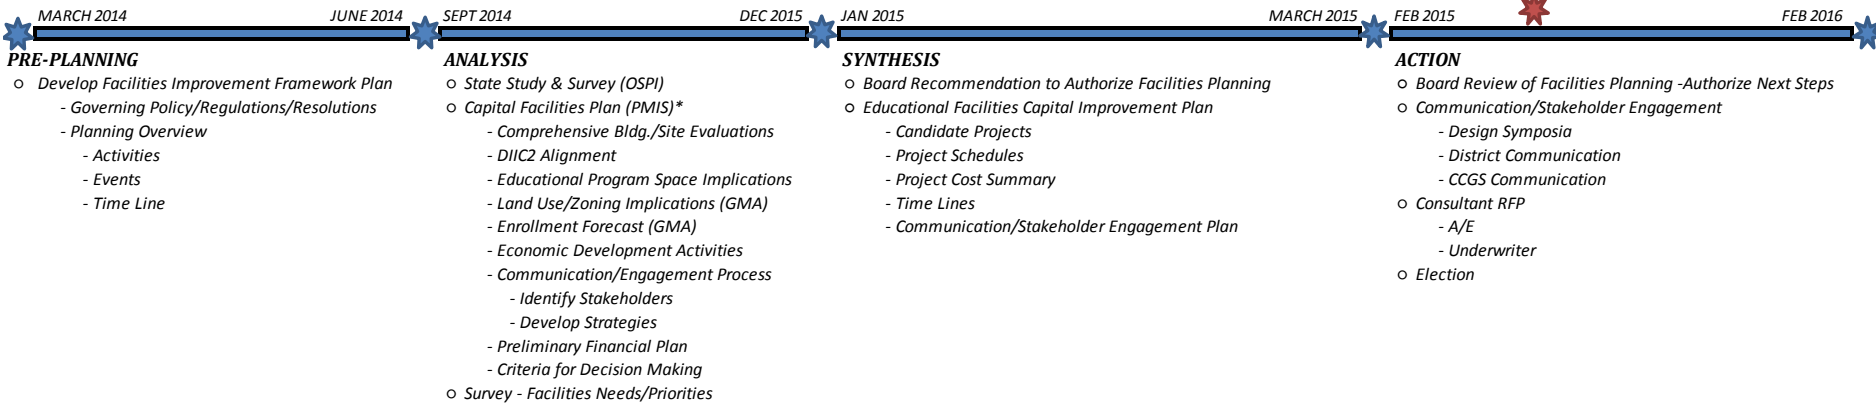 MARCH 2014 JUNE 2014
PRE-PLANNING
○ Develop Facilities Improvement Framework Plan
- Governing Policy/Regulations/Resolutions
- Planning Overview
- Activities
- Events
- Time Line
SEPT 2014 DEC 2015
ANALYSIS
○ State Study & Survey (OSPI)
○ Capital Facilities Plan (PMIS)*
- Comprehensive Bldg./Site Evaluations
- DIIC2 Alignment
- Educational Program Space Implications
- Land Use/Zoning Implications (GMA)
- Enrollment Forecast (GMA)
- Economic Development Activities
- Communication/Engagement Process
- Identify Stakeholders
- Develop Strategies
- Preliminary Financial Plan
- Criteria for Decision Making
○ Survey - Facilities Needs/Priorities
JAN 2015 MARCH 2015
SYNTHESIS
○ Board Recommendation to Authorize Facilities Planning
○ Educational Facilities Capital Improvement Plan
- Candidate Projects
- Project Schedules
- Project Cost Summary
- Time Lines
- Communication/Stakeholder Engagement Plan
FEB 2015 FEB 2016
ACTION
○ Board Review of Facilities Planning -Authorize Next Steps
○ Communication/Stakeholder Engagement
- Design Symposia
- District Communication
- CCGS Communication
○ Consultant RFP
- A/E
- Underwriter
○ Election